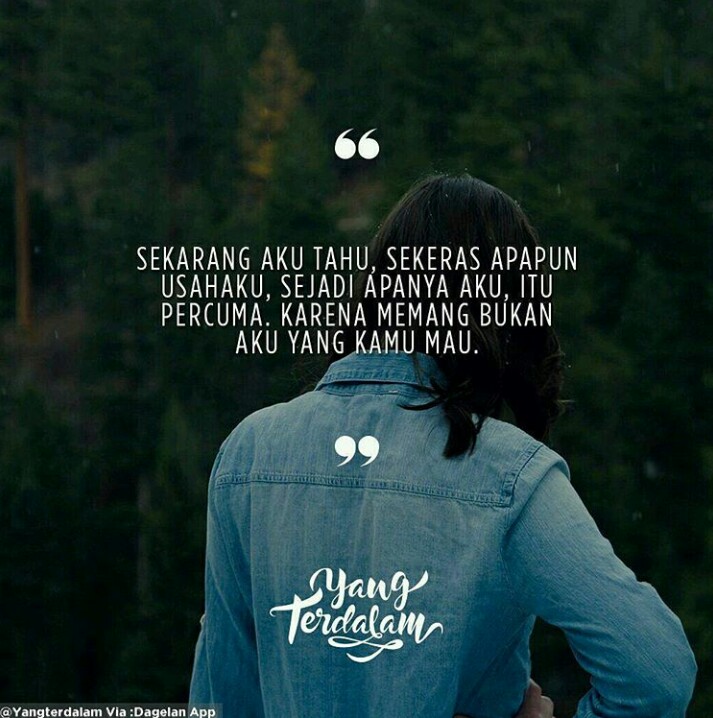 ❝
SEKARANG AKU TAHU, SEKERAS APAPUN
USAHAKU, SEJADI APANYA AKU, ITU
PERCUMA. KARENA MEMANG BUKAN
AKU YANG KAMU MAU.
❞
Yang
Terdalam
@Yangterdalam Via :Dagelan App